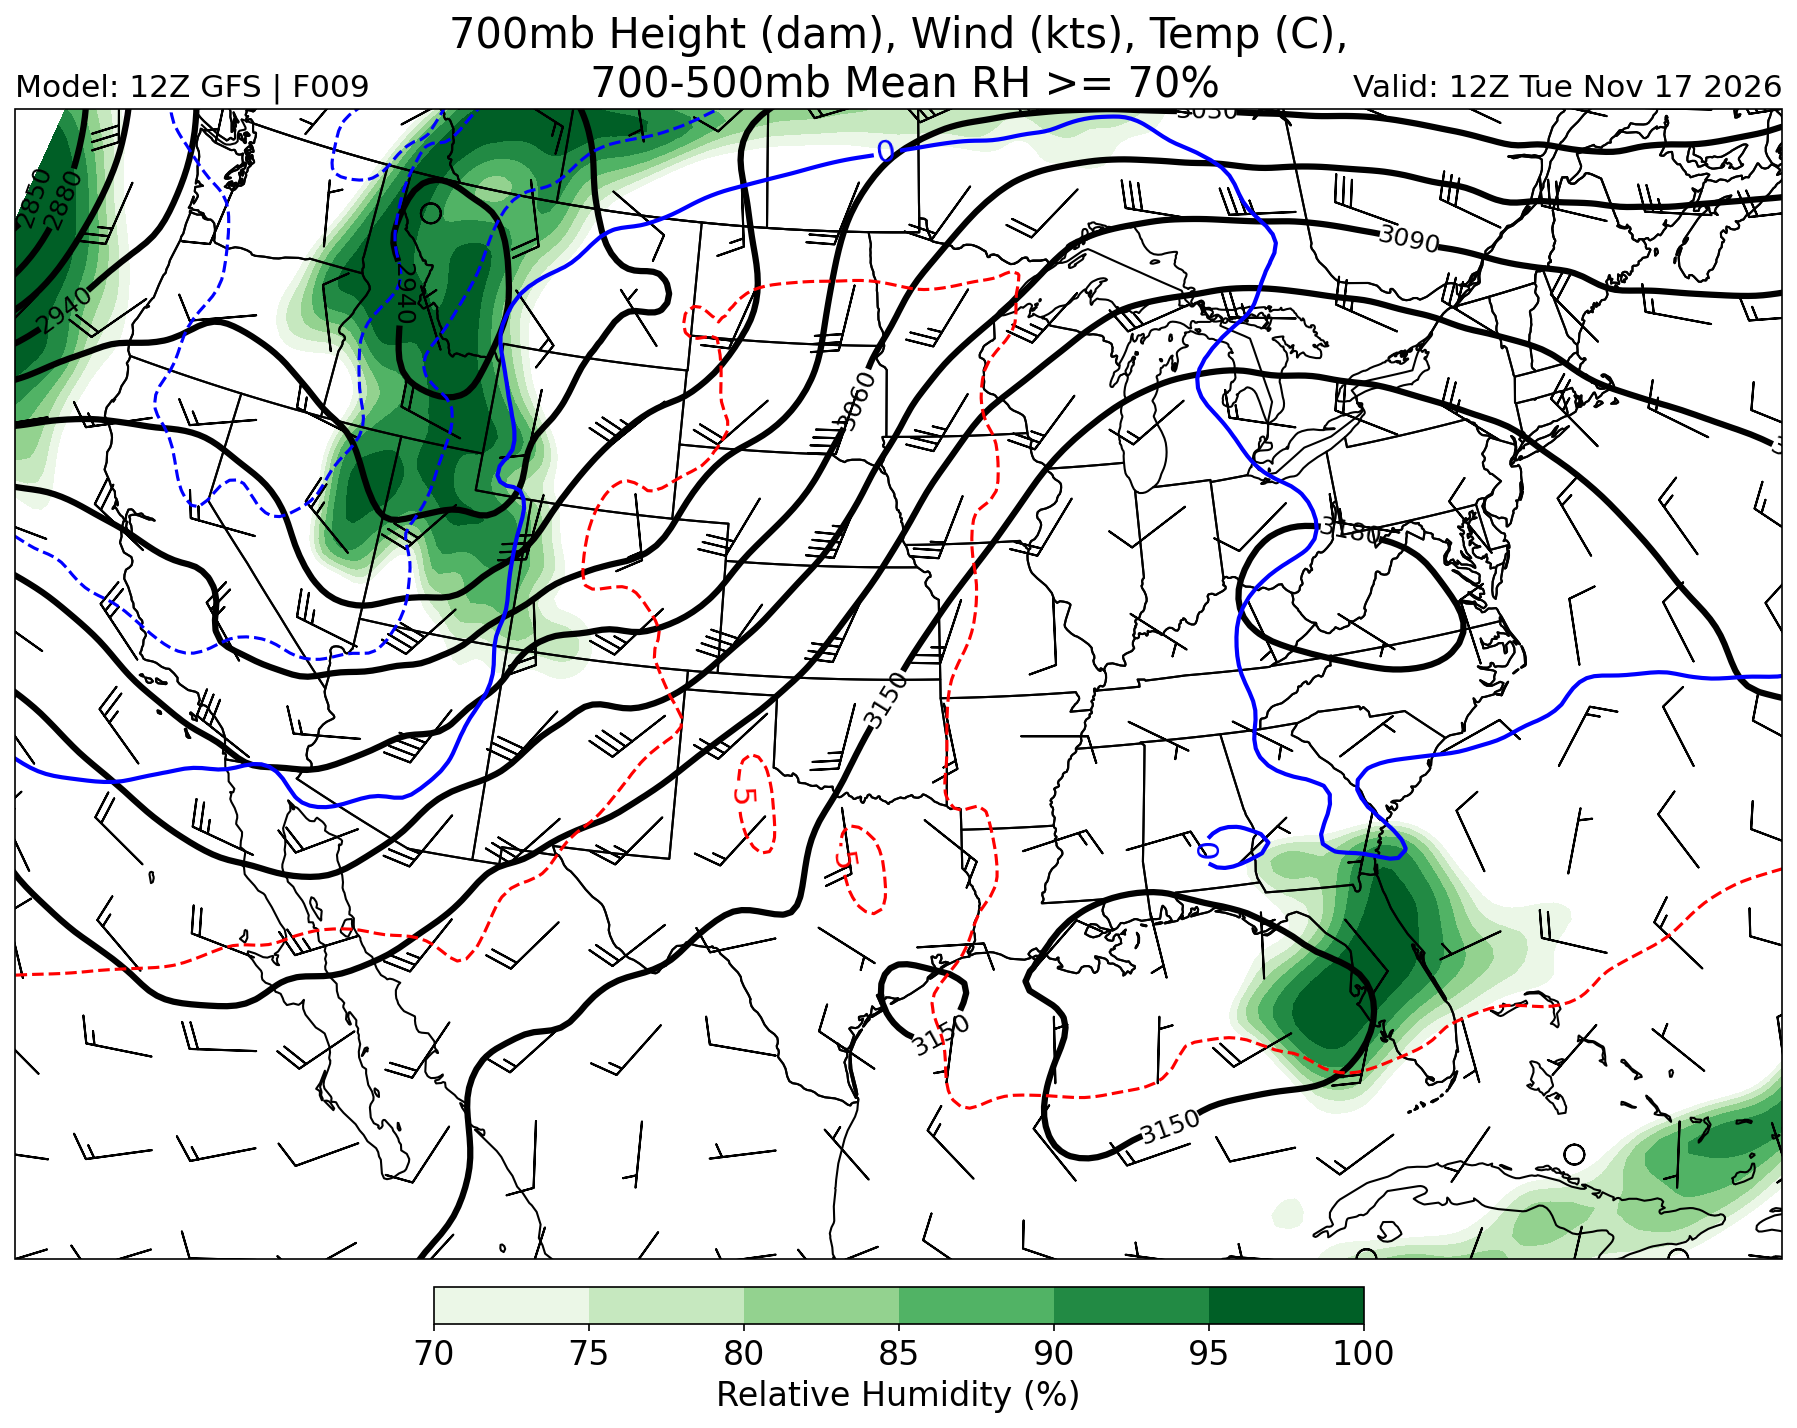 700mb Height (dam), Wind (kts), Temp (C),
Model: 12Z GFS | F009
700-500mb Mean RH >= 70%
Valid: 12Z Tue Nov 17 2026
3030
0
2850
2880
3090
2940
2940
3060
3180
3150
5
5
0
3150
3150
70 75 80 85 90 95 100
Relative Humidity (%)